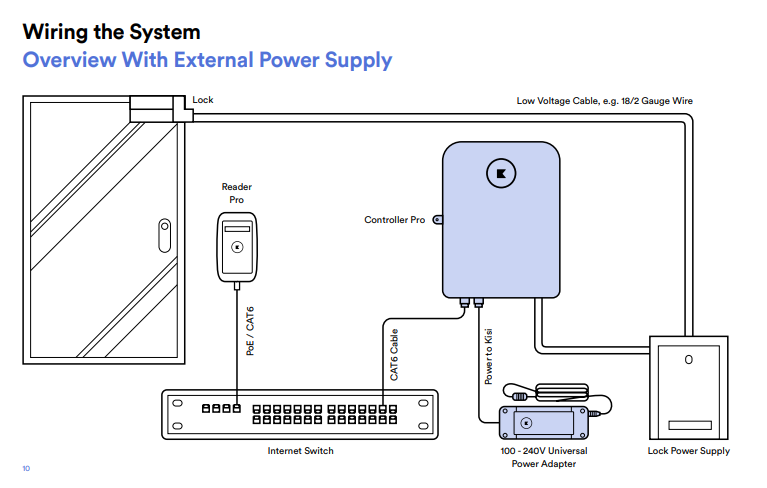 Wiring the System
Overview With External Power Supply
Lock
Low Voltage Cable, e.g. 18/2 Gauge Wire
Reader
Pro
Controller Pro
PoE / CAT6
CAT6 Cable
Power to Kisi
Internet Switch
100 - 240V Universal
Power Adapter
Lock Power Supply
10